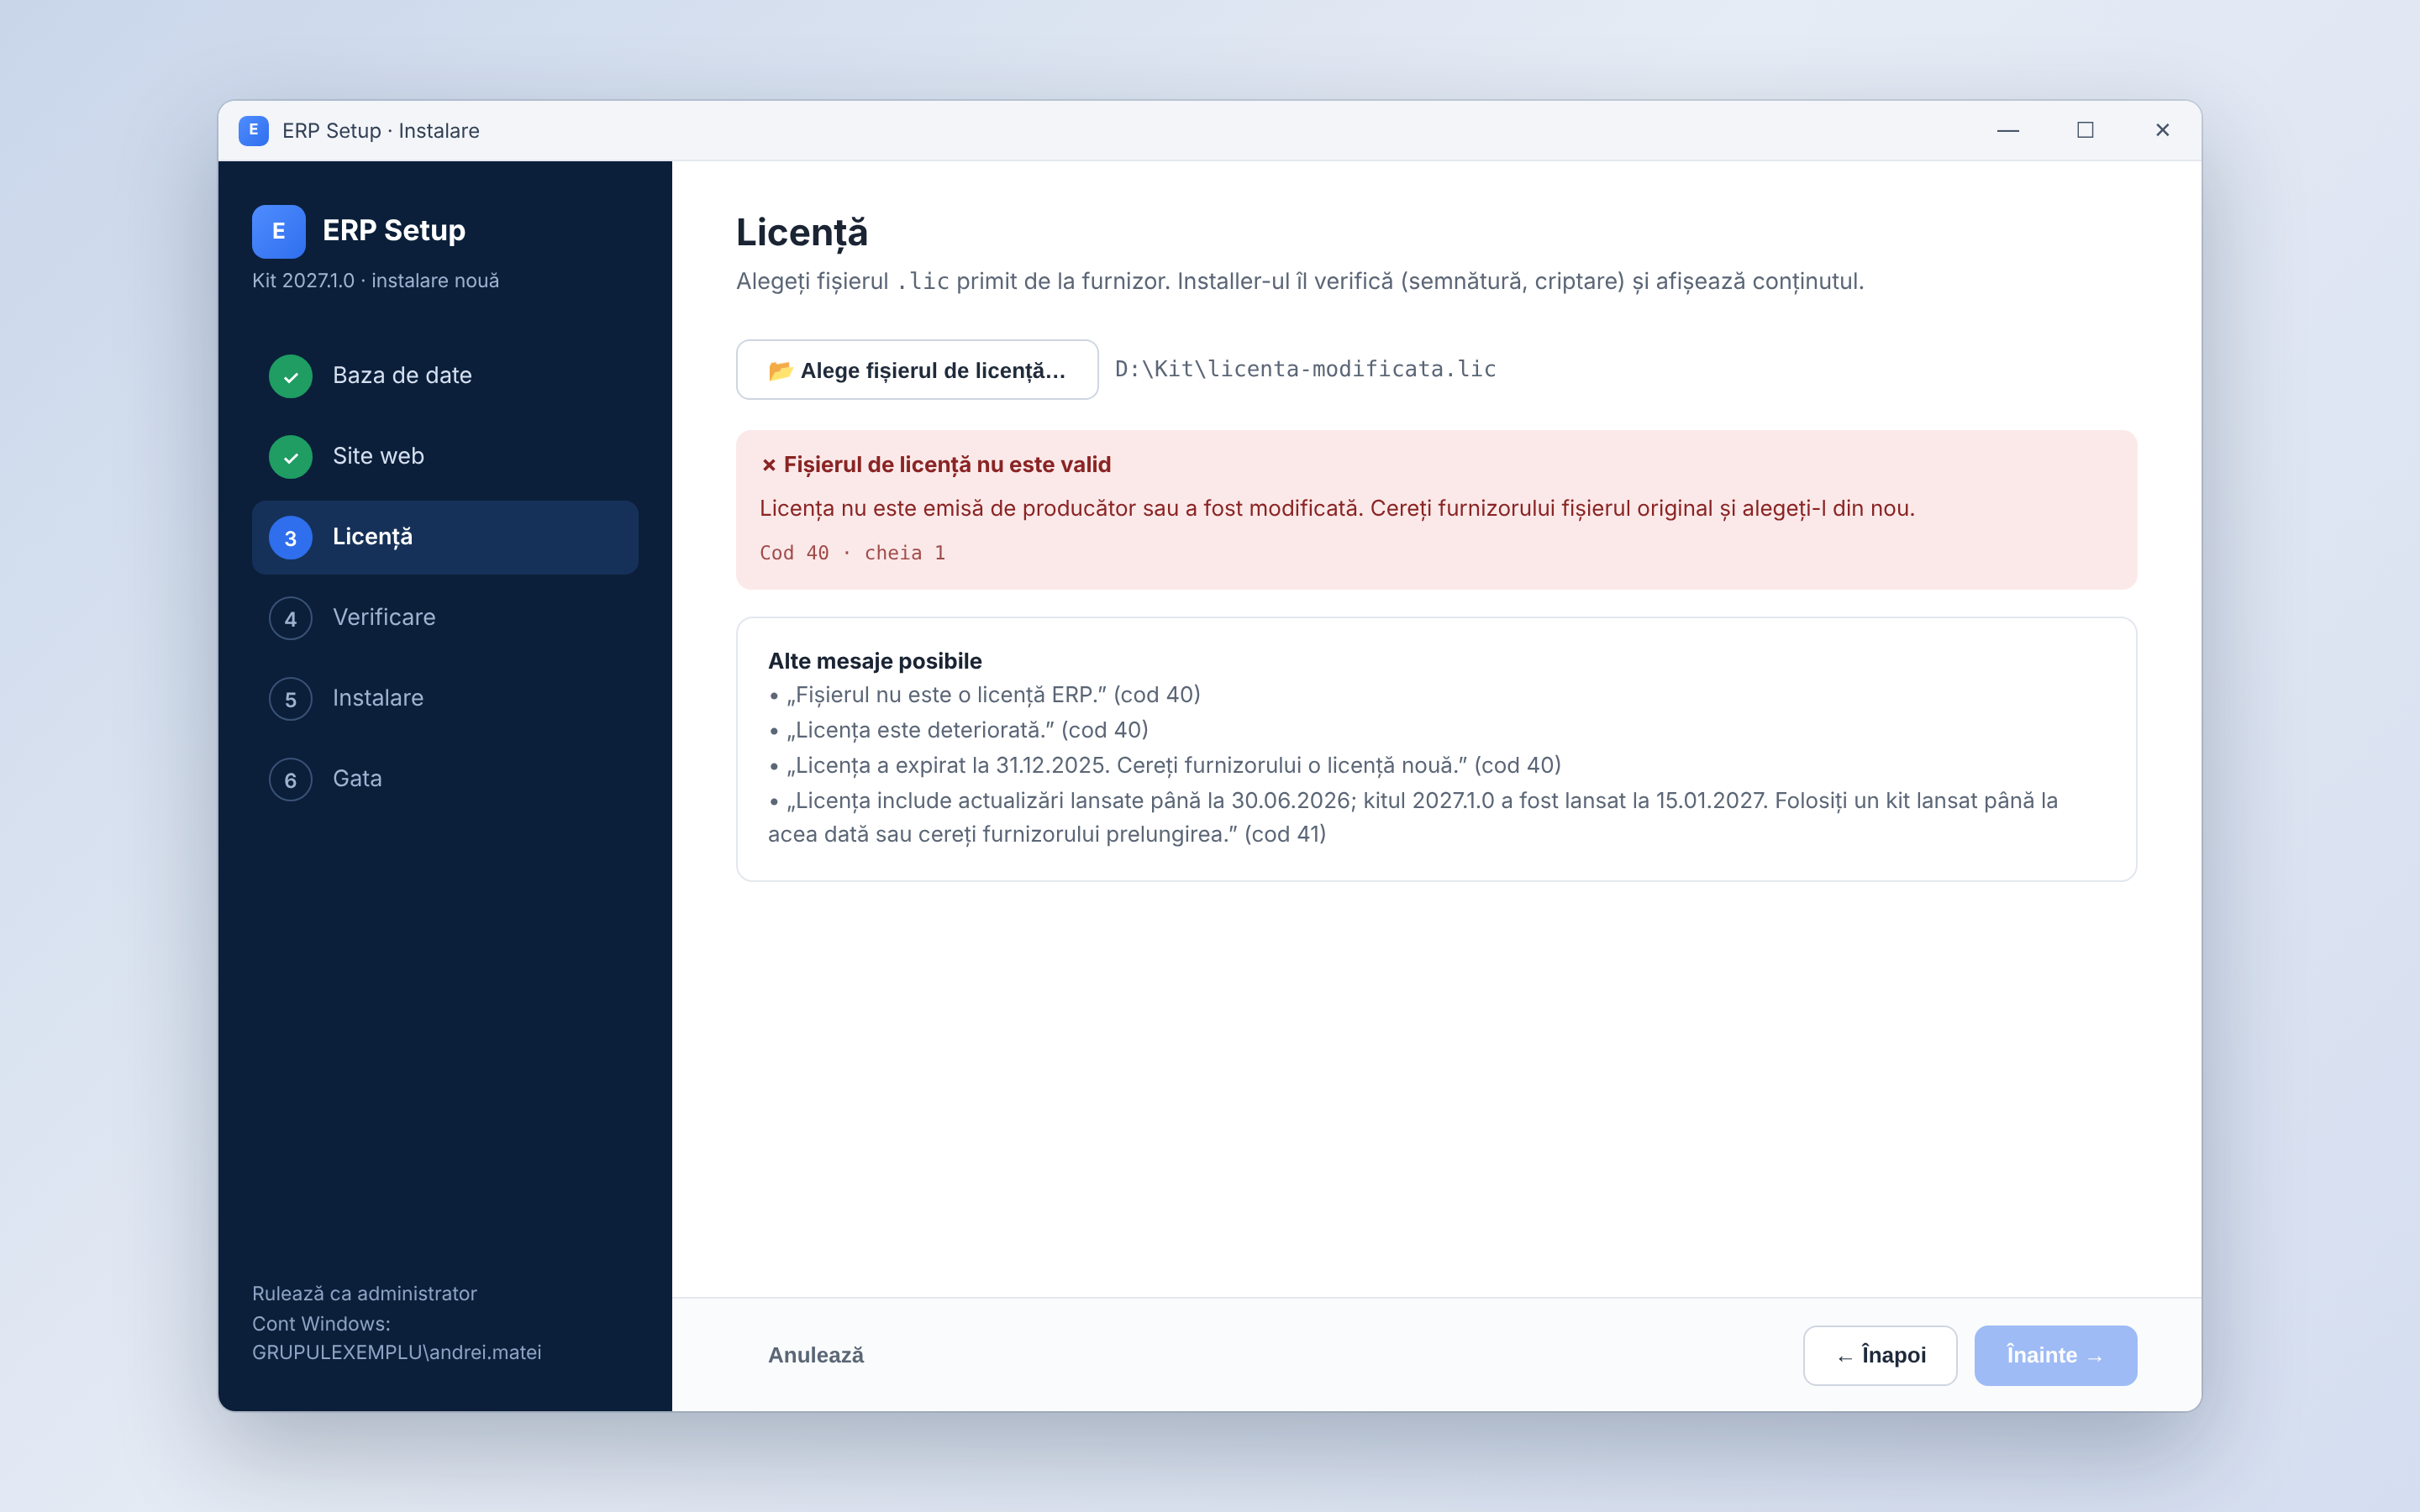 E ERP Setup · Instalare
E ERP Setup
Kit 2027.1.0 · instalare nouă
✓ Baza de date
✓ Site web
3 Licență
4 Verificare
5 Instalare
6 Gata
Rulează ca administrator
Cont Windows:
GRUPULEXEMPLU\andrei.matei
Licență
Alegeți fișierul .lic primit de la furnizor. Installer-ul îl verifică (semnătură, criptare) și afișează conținutul.
📂 Alege fișierul de licență… D:\Kit\licenta-modificata.lic
× Fișierul de licență nu este valid
Licența nu este emisă de producător sau a fost modificată. Cereți furnizorului fișierul original și alegeți-l din nou.
Cod 40 · cheia 1
Alte mesaje posibile
• „Fișierul nu este o licență ERP.” (cod 40)
• „Licența este deteriorată.” (cod 40)
• „Licența a expirat la 31.12.2025. Cereți furnizorului o licență nouă.” (cod 40)
• „Licența include actualizări lansate până la 30.06.2026; kitul 2027.1.0 a fost lansat la 15.01.2027. Folosiți un kit lansat până la
acea dată sau cereți furnizorului prelungirea.” (cod 41)
Anulează
← Înapoi
Înainte →